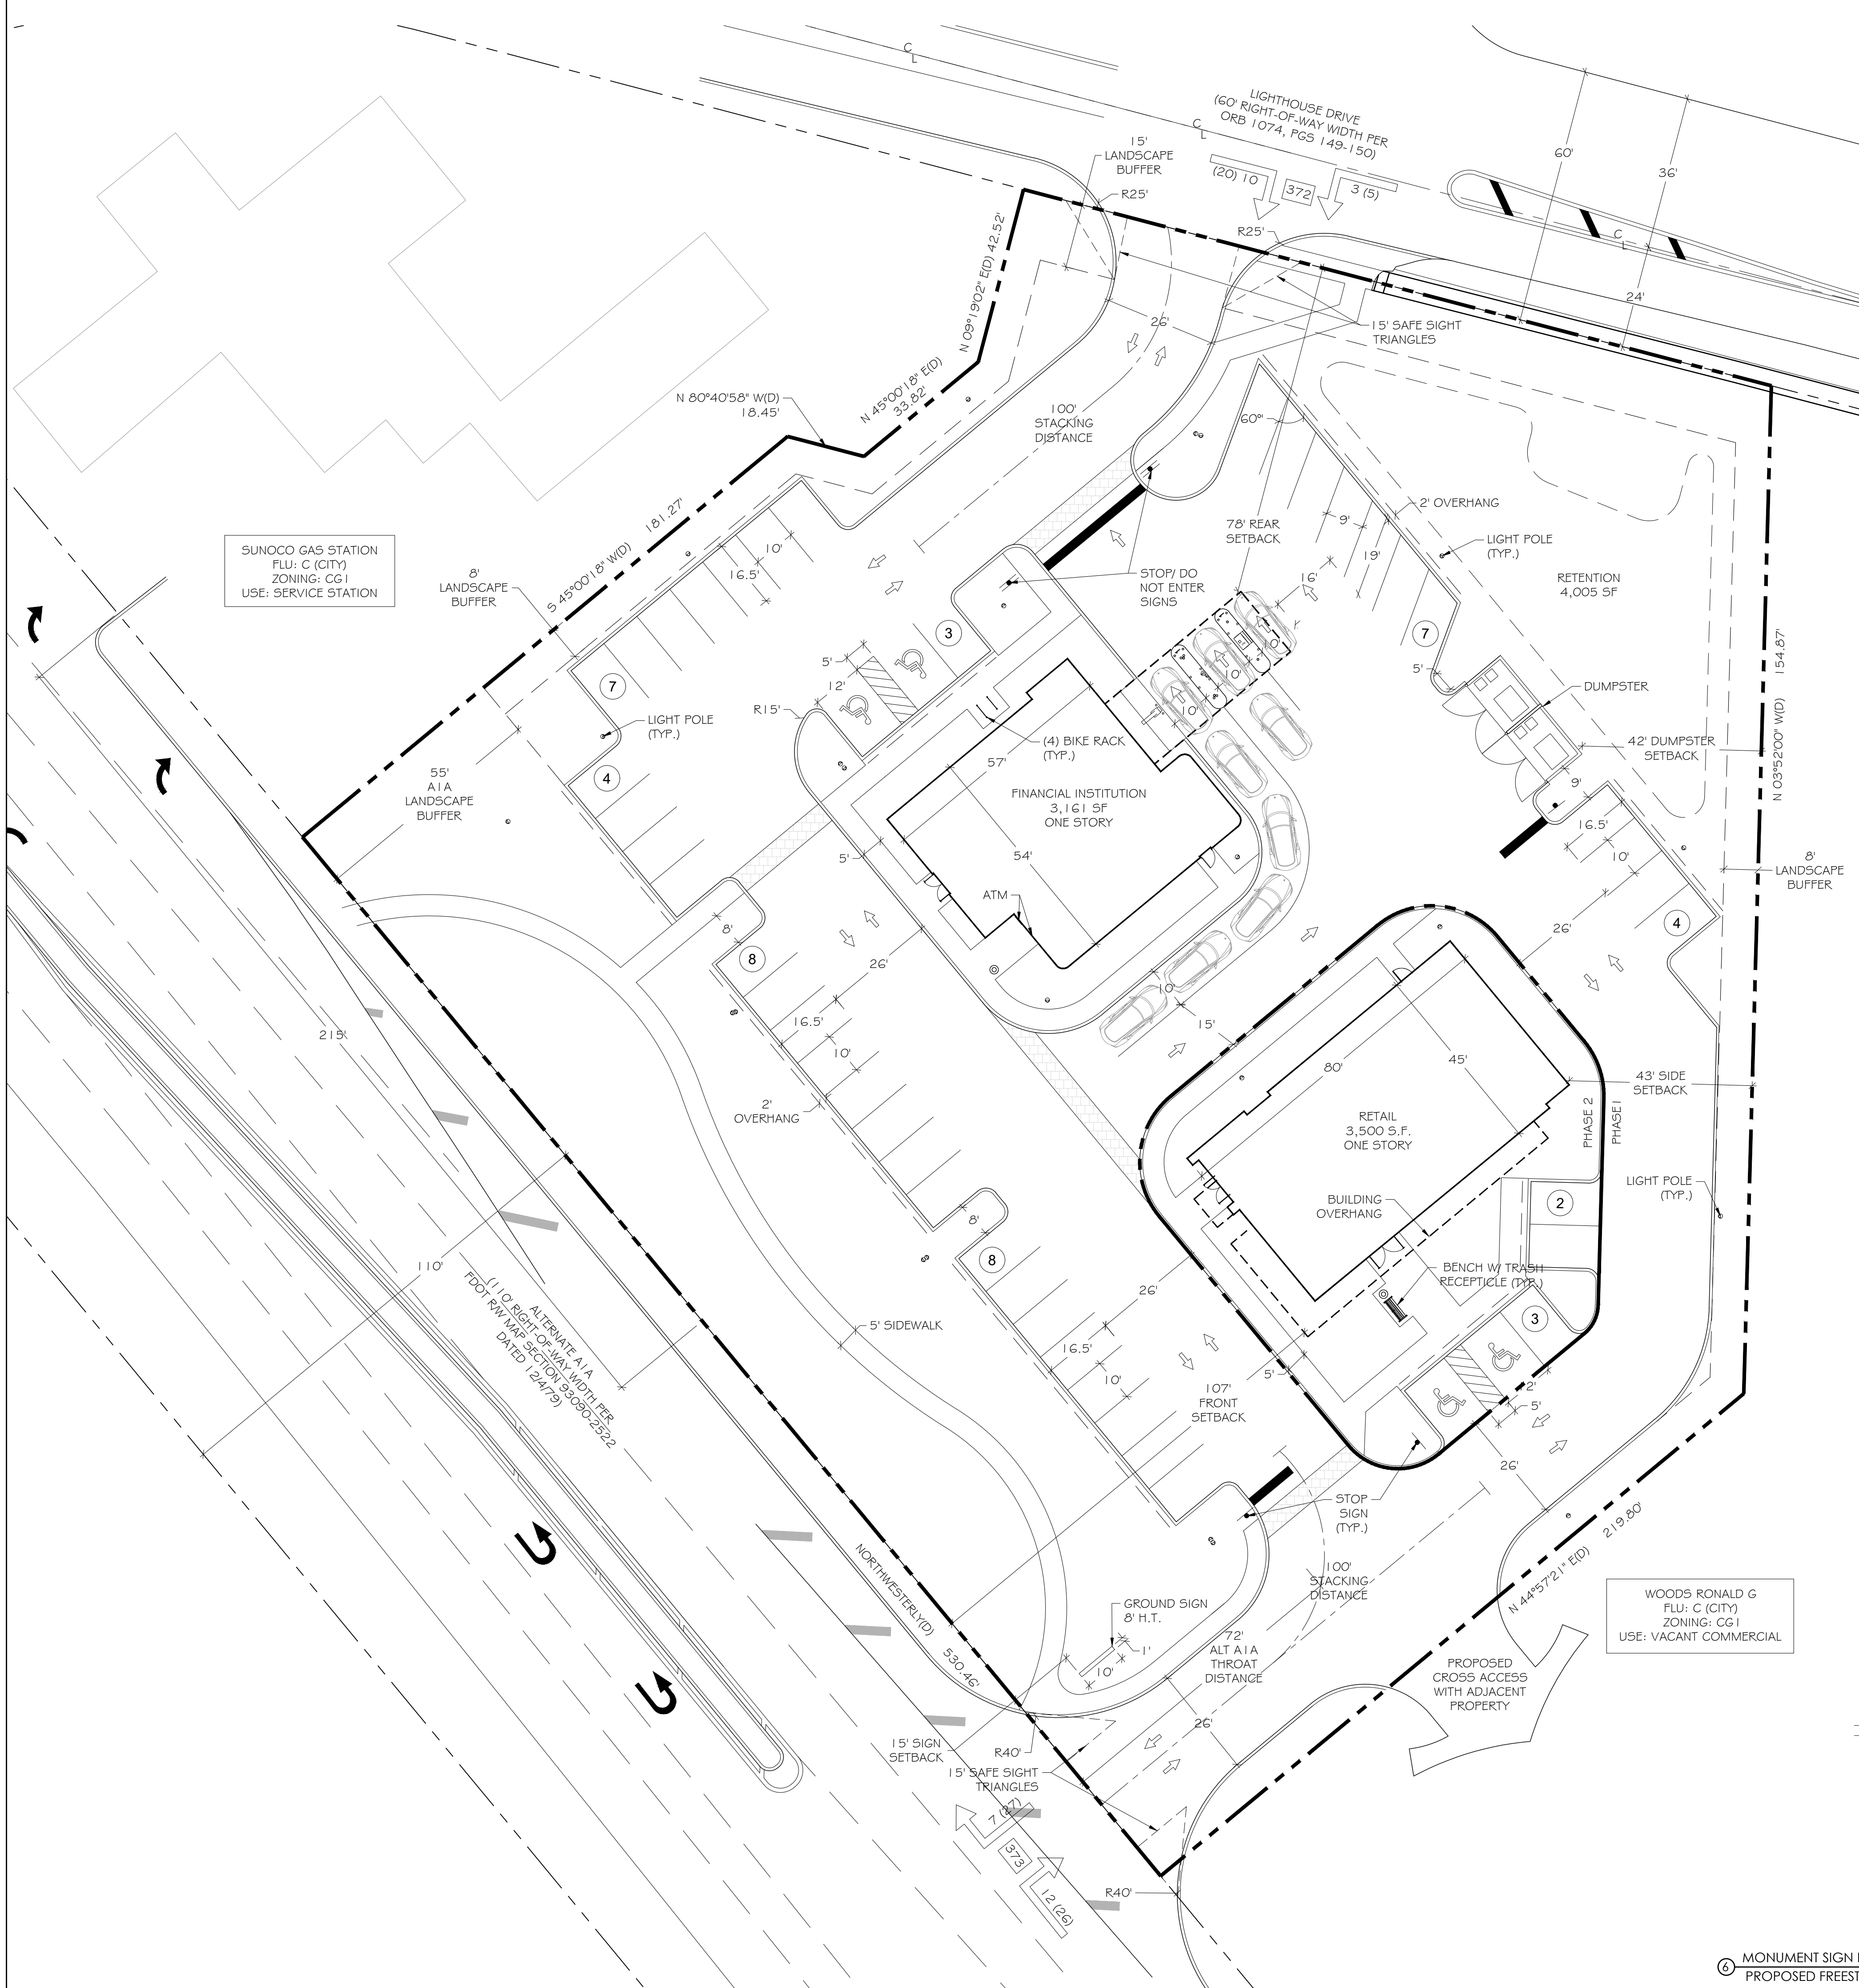 C
L
LIGHTHOUSE DRIVE
(60' RIGHT-OF-WAY WIDTH PER
ORB 1074, PGS 149-150)
C
L
15'
LANDSCAPE
BUFFER
R25'
(20) 10
372
3 (5)
R25'
60'
36'
C
L
24'
N 09°19'02" E(D) 42.52'
26'
15' SAFE SIGHT
TRIANGLES
N 80°40'58" W(D)
18.45'
N 45°00'18" E(D)
33.82'
100'
STACKING
DISTANCE
60°'
2' OVERHANG
9'
19'
16'
78' REAR
SETBACK
LIGHT POLE
(TYP.)
RETENTION
4,005 SF
S 45°00'18" W(D) 181.27'
10'
16.5'
SUNOCO GAS STATION
FLU: C (CITY)
ZONING: CG1
USE: SERVICE STATION
8'
LANDSCAPE
BUFFER
STOP/ DO
NOT ENTER
SIGNS
3
7
5'
12'
5'
7
R15'
LIGHT POLE
(TYP.)
10'
10'
10'
DUMPSTER
(4) BIKE RACK
(TYP.)
42' DUMPSTER
SETBACK
N 03°52'00" W(D) 154.87'
55'
A1A
LANDSCAPE
BUFFER
4
57'
FINANCIAL INSTITUTION
3,161 SF
ONE STORY
9'
16.5'
10'
5'
54'
ATM
8'
LANDSCAPE
BUFFER
8'
8
26'
4
26'
215'
16.5'
10'
10'
15'
2'
OVERHANG
80'
45'
43' SIDE
SETBACK
RETAIL
3,500 S.F.
ONE STORY
PHASE 2
PHASE1
LIGHT POLE
(TYP.)
BUILDING
OVERHANG
2
8'
8
110'
ALTERNATE A1A
(110' RIGHT-OF-WAY WIDTH PER
FDOT R/W MAP SECTION 93090-2522
DATED 12/4/79)
26'
BENCH W/ TRASH
RECEPTICLE (TYP.)
5' SIDEWALK
3
16.5'
10'
5'
12'
5'
107'
FRONT
SETBACK
26'
STOP
SIGN
(TYP.)
N 44°57'21" E(D) 219.80'
NORTHWESTERLY(D) 530.46'
100'
STACKING
DISTANCE
GROUND SIGN
8' H.T.
1'
10'
72'
ALT A1A
THROAT
DISTANCE
WOODS RONALD G
FLU: C (CITY)
ZONING: CG1
USE: VACANT COMMERCIAL
PROPOSED
CROSS ACCESS
WITH ADJACENT
PROPERTY
26'
15' SIGN
SETBACK
R40'
15' SAFE SIGHT
TRIANGLES
7 (27)
373
12 (26)
R40'
6
MONUMENT SIGN
PROPOSED